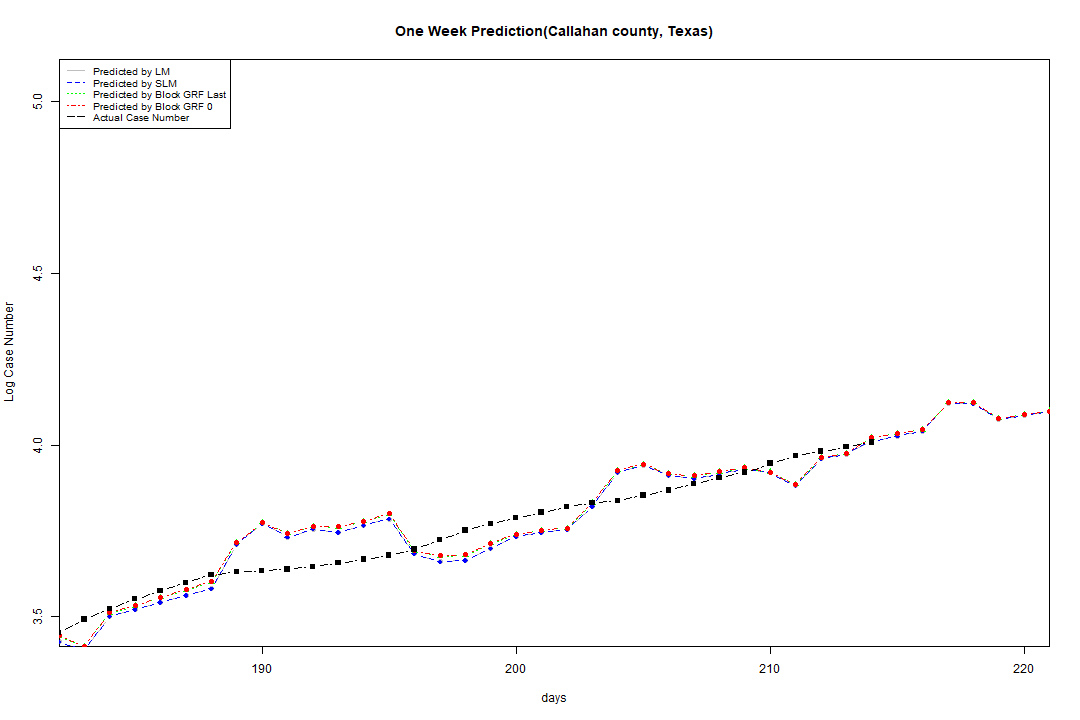 One Week Prediction(Callahan county, Texas)
Predicted by LM
Predicted by SLM
Predicted by Block GRF Last
Predicted by Block GRF 0
Actual Case Number
5.0
4.5
4.0
3.5
Log Case Number
190 200 210 220
days